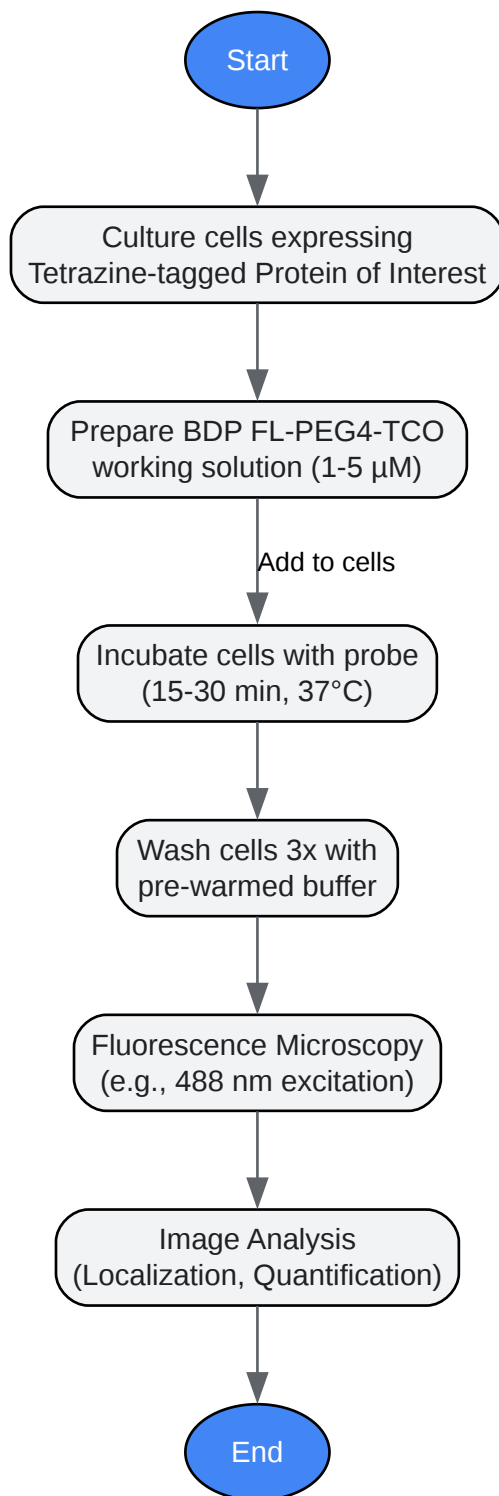 Start
Culture cells expressing
Tetrazine-tagged Protein of Interest
Prepare BDP FL-PEG4-TCO
working solution (1-5 µM)
Add to cells
Incubate cells with probe
(15-30 min, 37°C)
Wash cells 3x with
pre-warmed buffer
Fluorescence Microscopy
(e.g., 488 nm excitation)
Image Analysis
(Localization, Quantification)
End